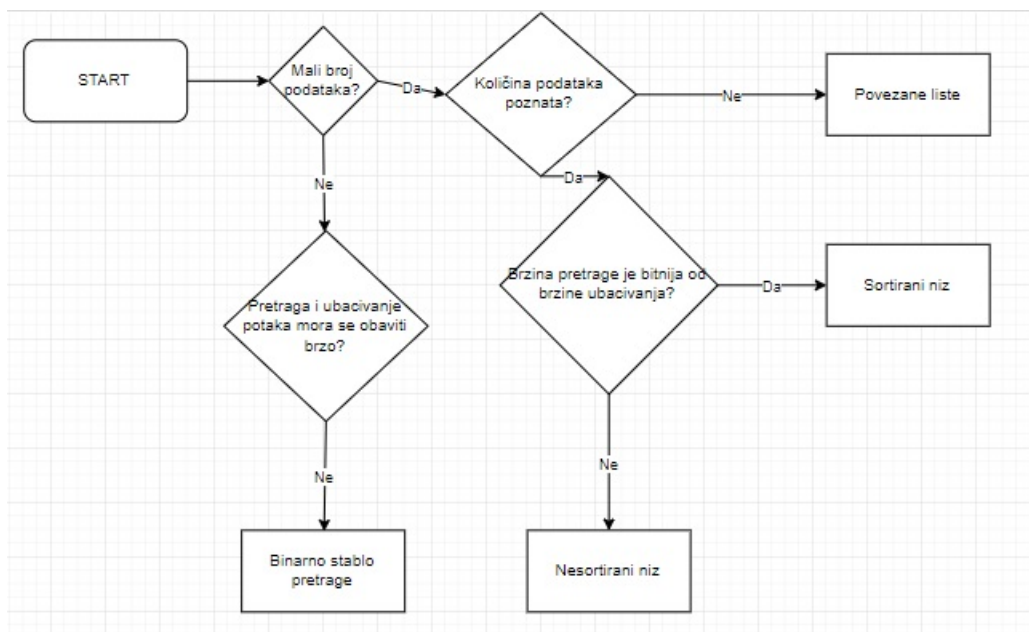 START
Mali broj
podataka?
Da
Količina podataka
poznata?
Ne
Povezane liste
Ne
Da
Pretraga i ubacivanje
potaka mora se obaviti
brzo?
Brzina pretrage je bitnija od
brzine ubacivanja?
Da
Sortirani niz
Ne
Ne
Binarno stablo
pretrage
Nesortirani niz